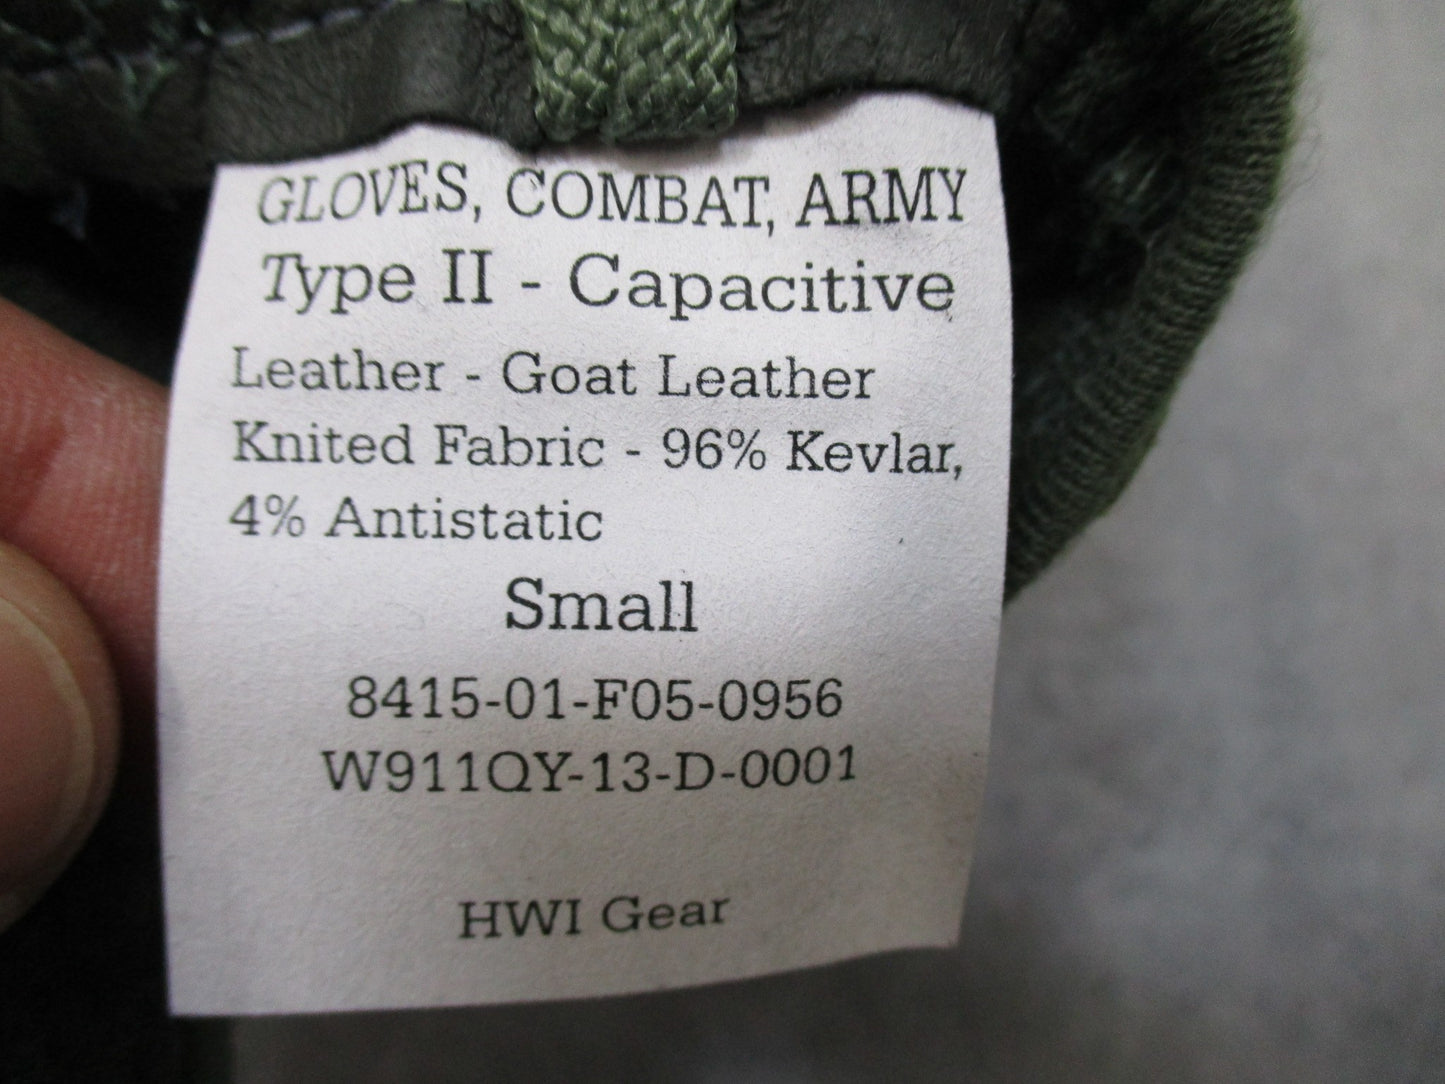 GLOVES, COMBAT, ARMY
Type II - Capacitive
Leather - Goat Leather
Knited Fabric - 96% Kevlar,
4% Antistatic
Small
8415-01-F05-0956
W911QY-13-D-0001
HWI Gear